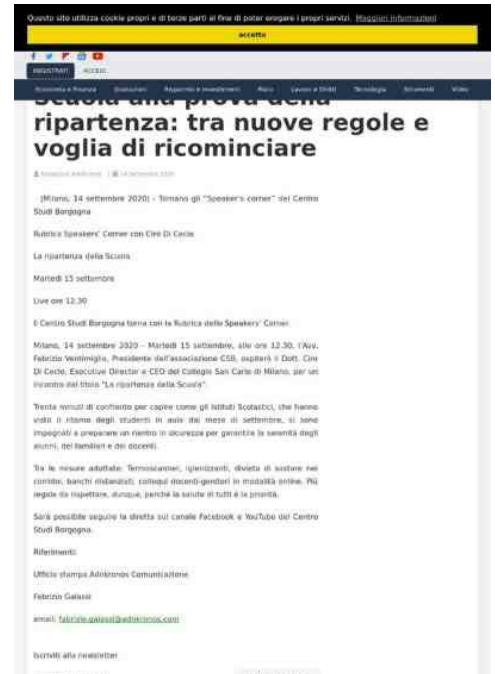 Questo sito utilizza cookie propri e di terze parti al fine di poter erogare i propri servizi. Maggiori informazioni
accetto
REGISTRATI ACCEDI
Economia e Finanza Quotazioni Risparmio e Investimenti Fisco Lavoro e Diritti Tecnologia Strumenti Video
Scuola alla prova della
ripartenza: tra nuove regole e
voglia di ricominciare
14 settembre 2020
(Milano, 14 settembre 2020) - Tornano gli "Speaker's corner" del Centro
Studi Borgogna
Rubrica Speakers' Corner con Ciro Di Cecio
La ripartenza della Scuola
Martedì 15 settembre
Live ore 12.30
Il Centro Studi Borgogna torna con la Rubrica dello Speakers' Corner.
Milano, 14 settembre 2020 - Martedì 15 settembre, alle ore 12.30, l'Avv.
Fabrizio Ventimiglia, Presidente dell'associazione CSB, ospiterà il Dott. Ciro
Di Cecio, Executive Director e CEO del Collegio San Carlo di Milano, per un
incontro dal titolo "La ripartenza della Scuola".
Trenta minuti di confronto per capire come gli Istituti Scolastici, che hanno
visto il ritorno degli studenti in aula dal mese di settembre, si sono
impegnati a preparare un rientro in sicurezza per garantire la serenità degli
alunni, dei familiari e dei docenti.
Tra le misure adottate: Termoscanner, igienizzanti, divieto di sostare nei
corridoi, banchi distanziati, colloqui docenti-genitori in modalità online. Più
regole da rispettare, dunque, perché la salute di tutti è la priorità.
Sarà possibile seguire la diretta sul canale Facebook e YouTube del Centro
Studi Borgogna.
Riferimenti:
Ufficio stampa Adnkronos Comunicazione
Fabrizio Galassi
email: fabrizio.galassi@adnkronos.com
Iscriviti alla newsletter